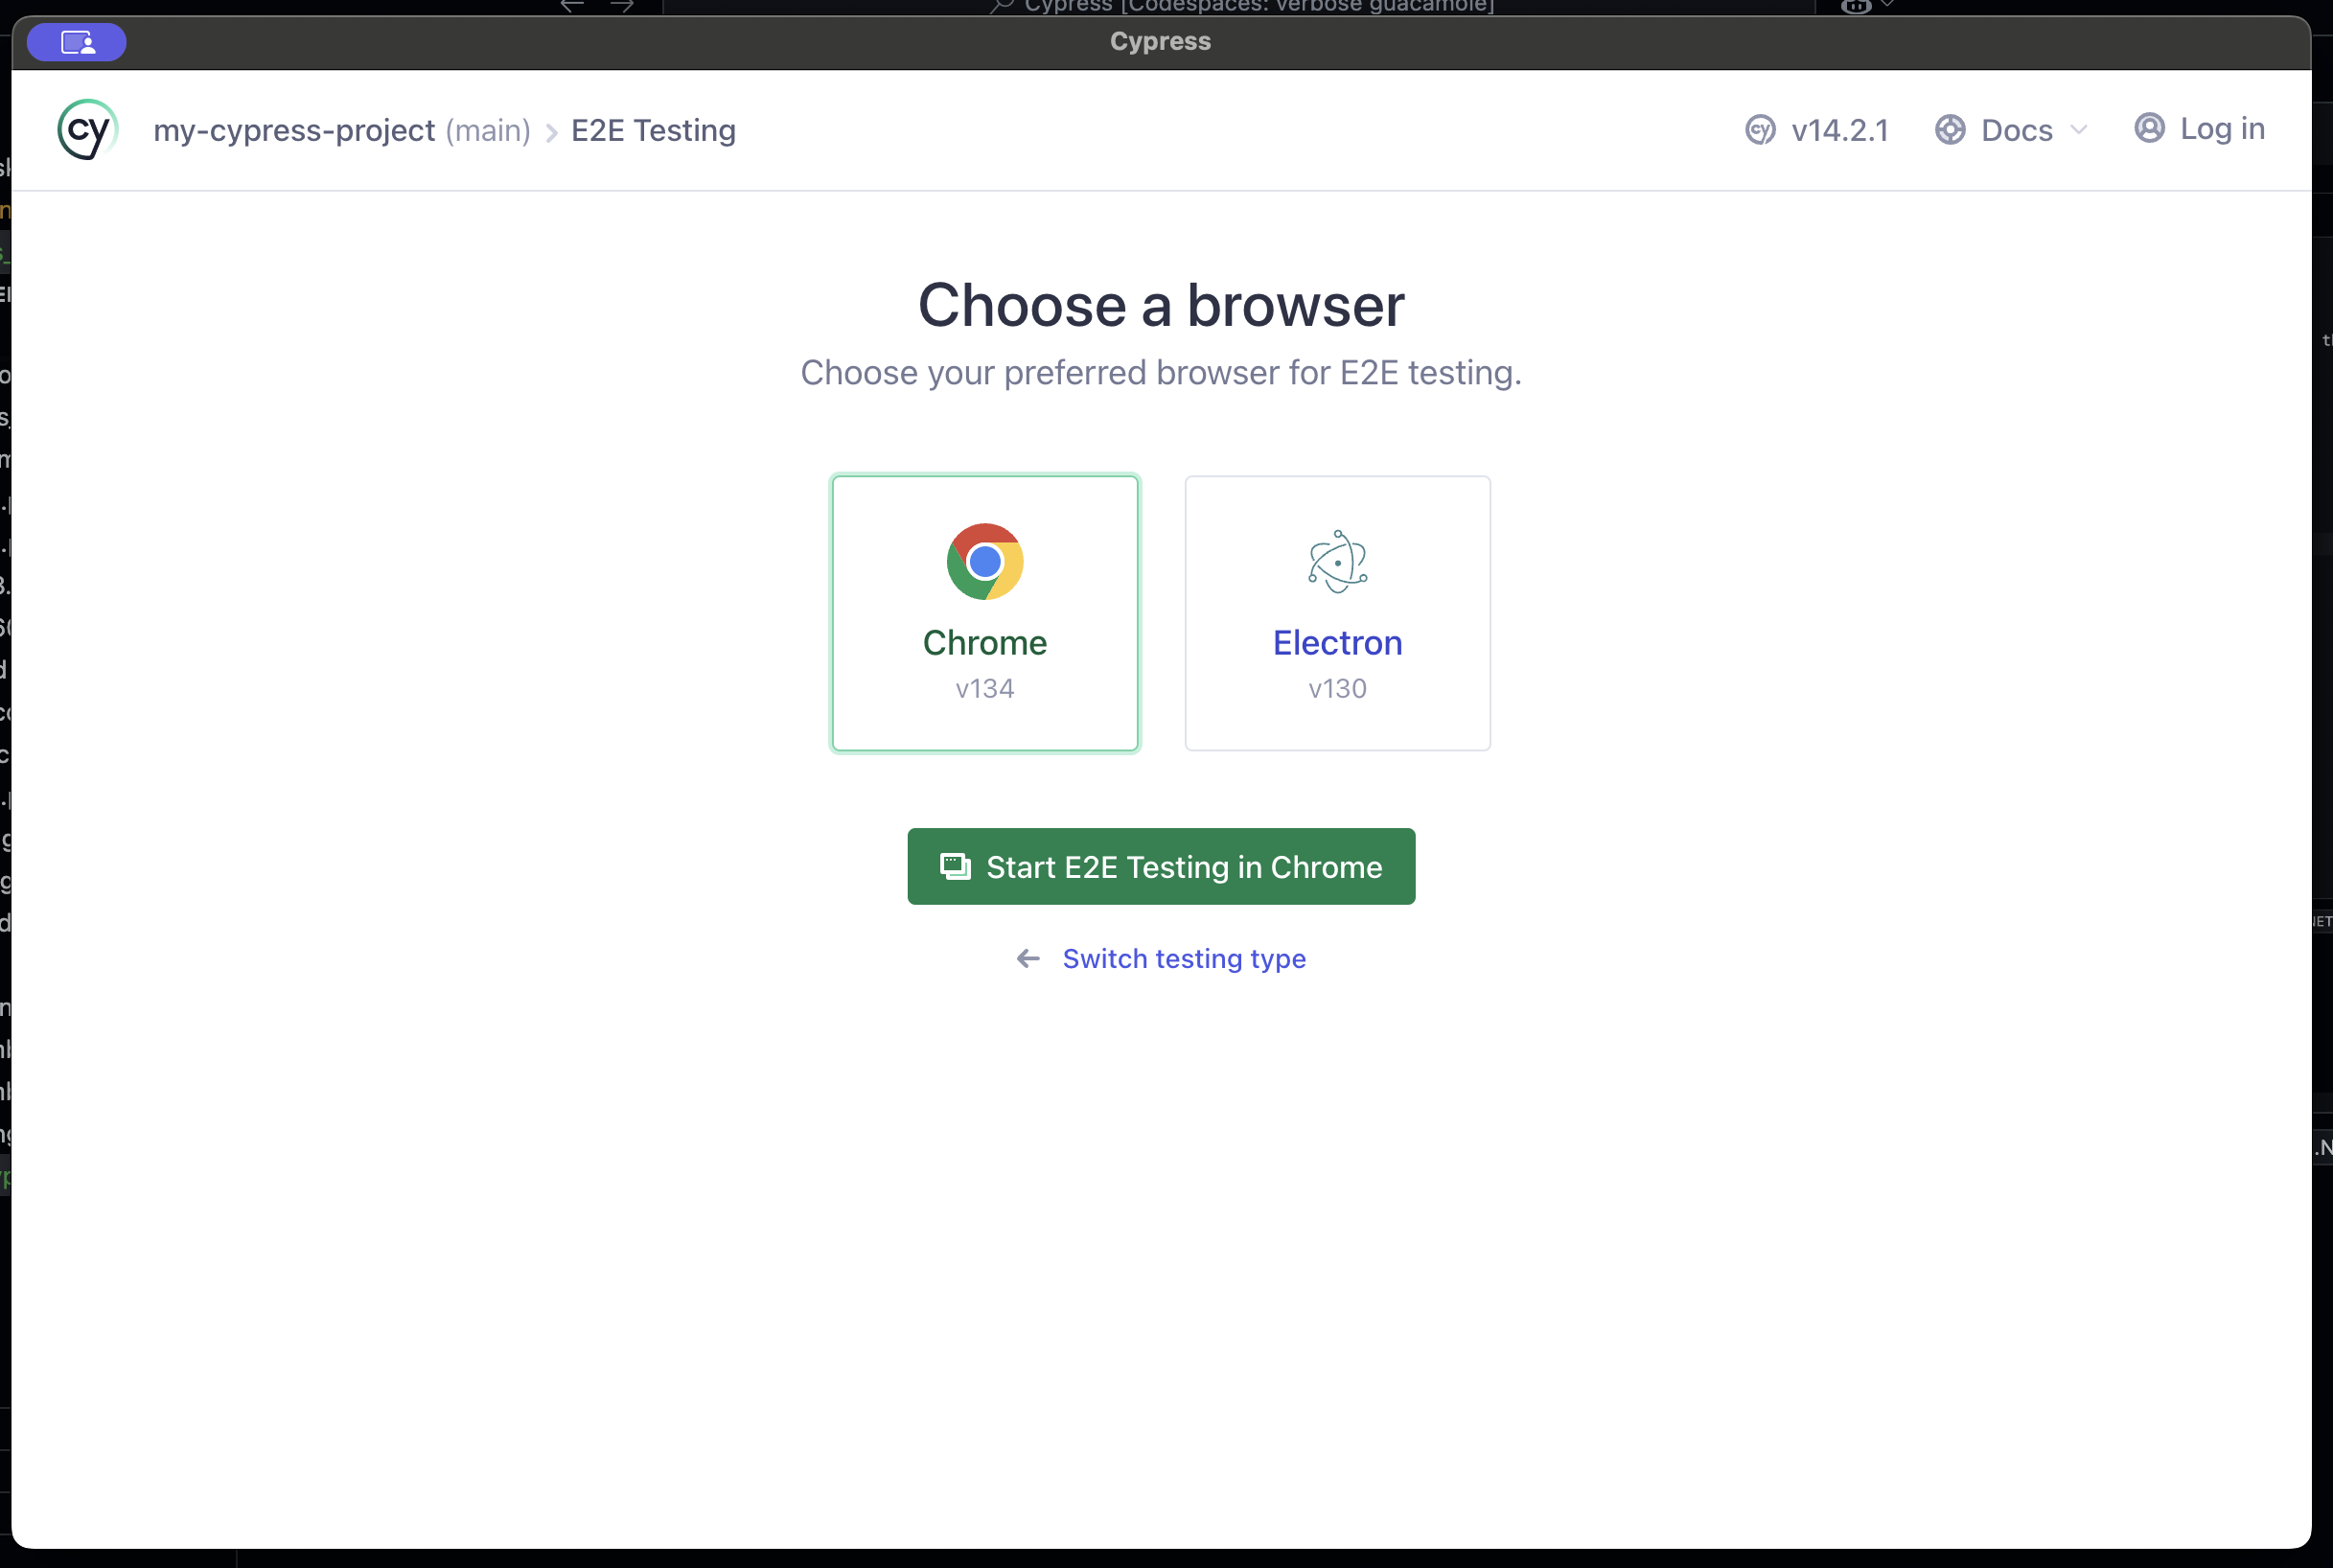 Cypress [Codespaces: verbose guacamole]
Cypress
cy my-cypress-project (main) > E2E Testing
cy v14.2.1 Docs Log in
Choose a browser
Choose your preferred browser for E2E testing.
Chrome
v134
Electron
v130
Start E2E Testing in Chrome
← Switch testing type